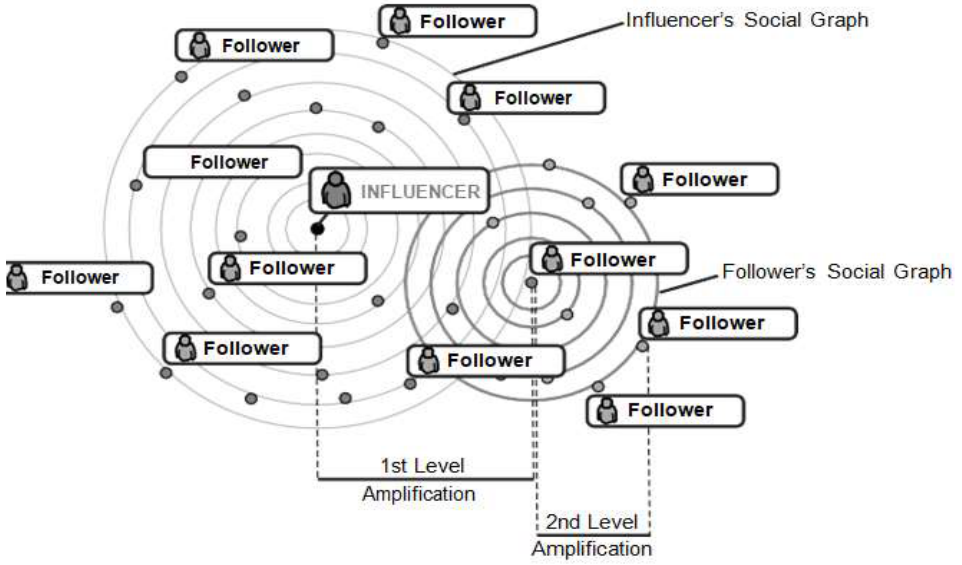 Follower
Influencer's Social Graph
Follower
Follower
Follower
INFLUENCER
Follower
Follower
Follower
Follower
Follower's Social Graph
Follower
Follower
Follower
Follower
1st Level
Amplification
2nd Level
Amplification